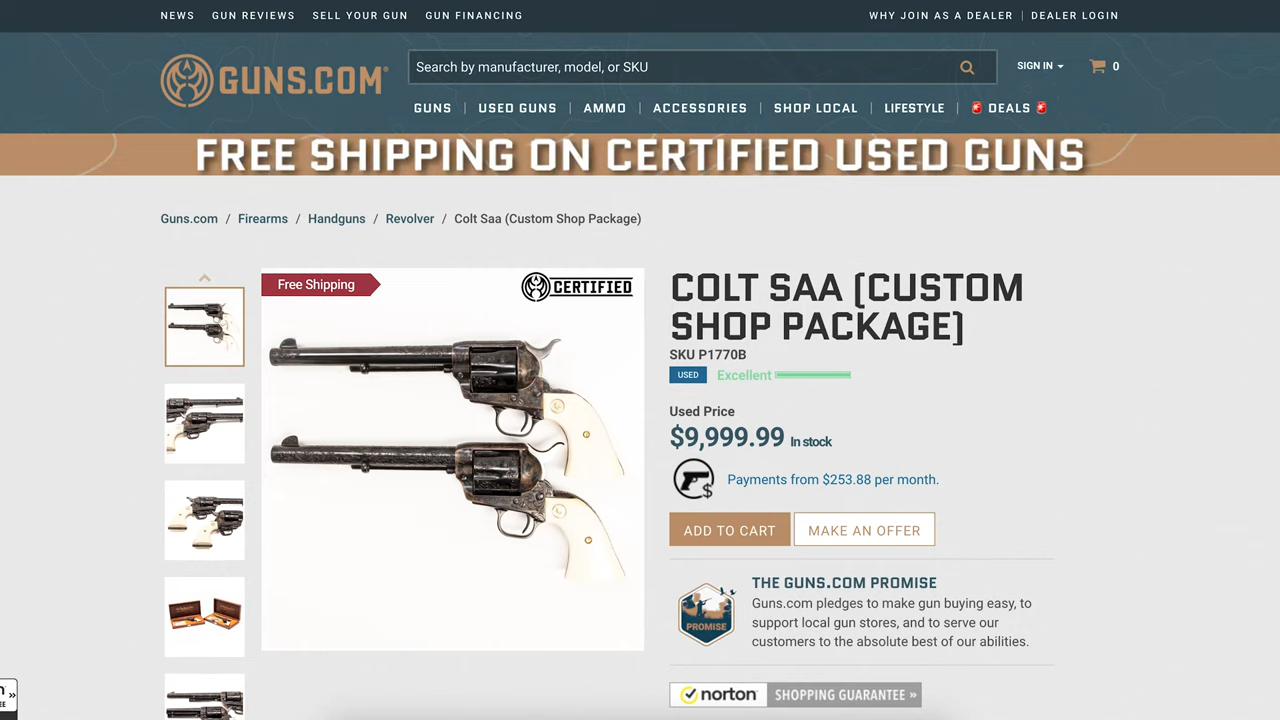 NEWS GUN REVIEWS SELL YOUR GUN GUN FINANCING WHY JOIN AS A DEALER | DEALER LOGIN
GUNS.COM®
Search by manufacturer, model, or SKU
SIGN IN
0
GUNS | USED GUNS | AMMO | ACCESSORIES | SHOP LOCAL | LIFESTYLE | 🚨 DEALS 🚨
FREE SHIPPING ON CERTIFIED USED GUNS
Guns.com / Firearms / Handguns / Revolver / Colt Saa (Custom Shop Package)
Free Shipping
CERTIFIED
COLT SAA (CUSTOM
SHOP PACKAGE)
SKU P1770B
USED Excellent
Used Price
$9,999.99 In stock
$
Payments from $253.88 per month.
ADD TO CART MAKE AN OFFER
PROMISE
THE GUNS.COM PROMISE
Guns.com pledges to make gun buying easy, to
support local gun stores, and to serve our
customers to the absolute best of our abilities.
norton SHOPPING GUARANTEE »